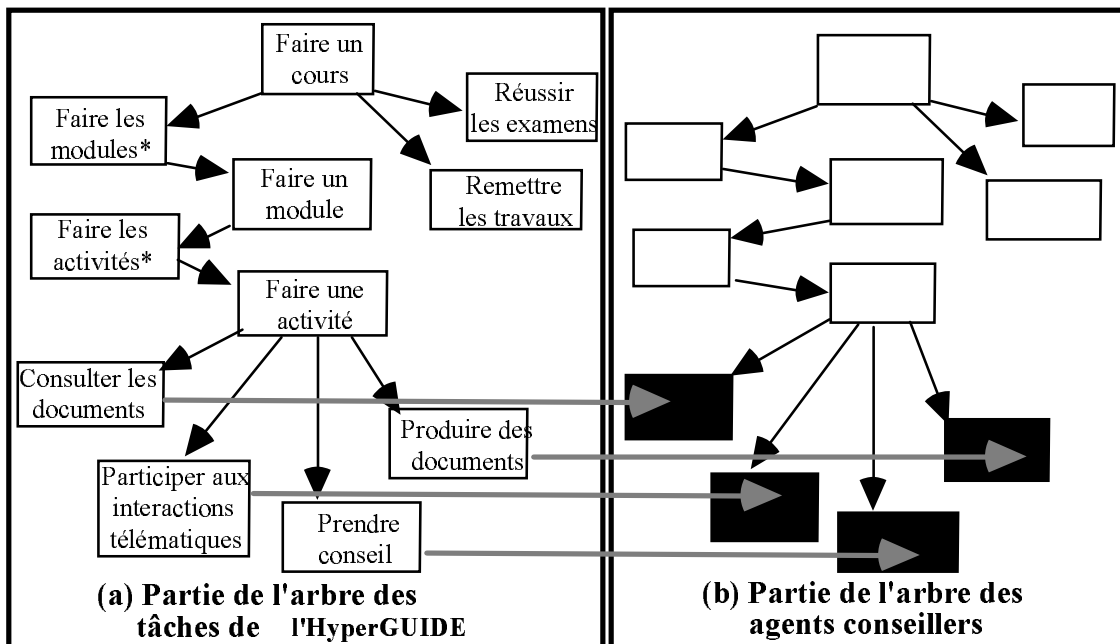 Faire un
cours
Réussir
les examens
Faire les
modules*
Faire un
module
Remettre
les travaux
Faire les
activités*
Faire une
activité
Consulter les
documents
Produire des
documents
Participer aux
interactions
télématiques
Prendre
conseil
(a) Partie de l'arbre des
tâches de l'HyperGUIDE
(b) Partie de l'arbre des
agents conseillers